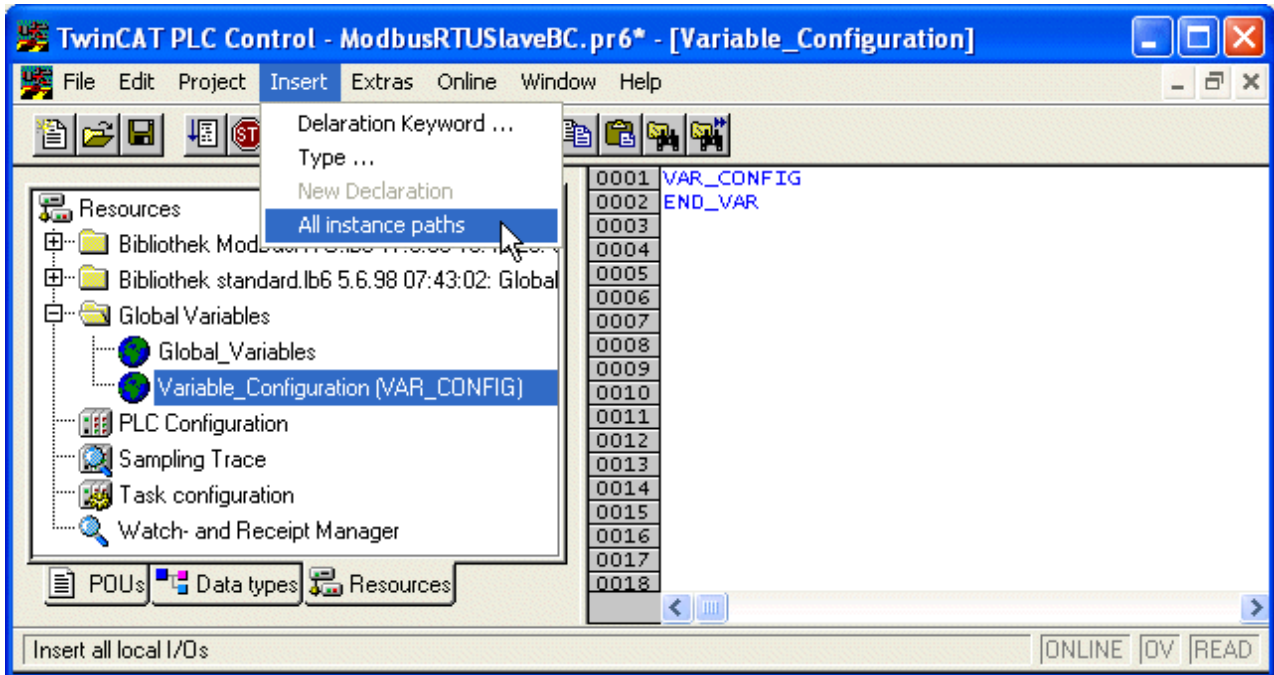 TwinCAT PLC Control - ModbusRTUSlaveBC.pr6* - [Variable_Configuration]
File Edit Project Insert Extras Online Window Help
Delaration Keyword ...
Type ...
New Declaration
All instance paths
Resources
Bibliothek
Bibliothek standard.lb6 5.6.98 07:43:02: Global
Global Variables
Global_Variables
Variable_Configuration (VAR_CONFIG)
PLC Configuration
Sampling Trace
Task configuration
Watch- and Receipt Manager
POUs Data types Resources
0001 VAR_CONFIG
0002 END_VAR
0003
0004
0005
0006
0007
0008
0009
0010
0011
0012
0013
0014
0015
0016
0017
0018
Insert all local I/Os ONLINE OV READ